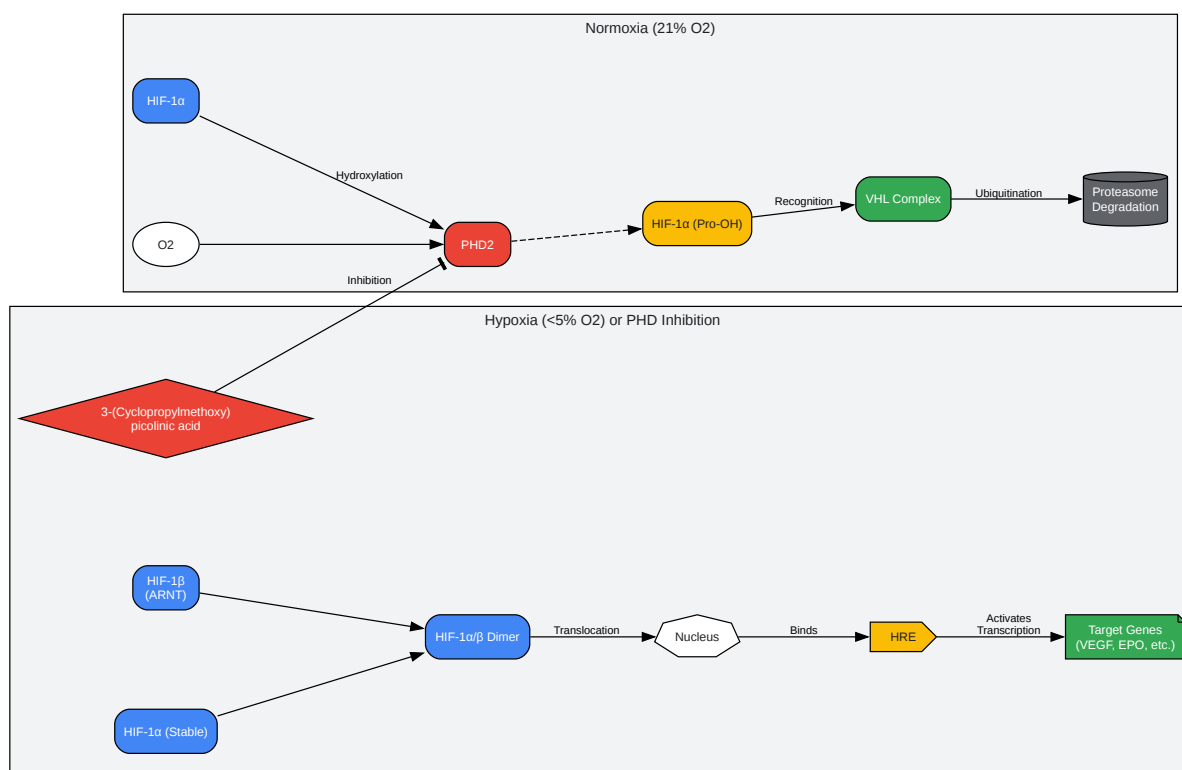 Normoxia (21% O2)
HIF-1α
Hydroxylation
O2
PHD2
HIF-1α (Pro-OH)
Recognition
VHL Complex
Ubiquitination
Proteasome
Degradation
Inhibition
Hypoxia (<5% O2) or PHD Inhibition
3-(Cyclopropylmethoxy)
picolinic acid
HIF-1β
(ARNT)
HIF-1α/β Dimer
Translocation
Nucleus
Binds
HRE
Activates
Transcription
Target Genes
(VEGF, EPO, etc.)
HIF-1α (Stable)